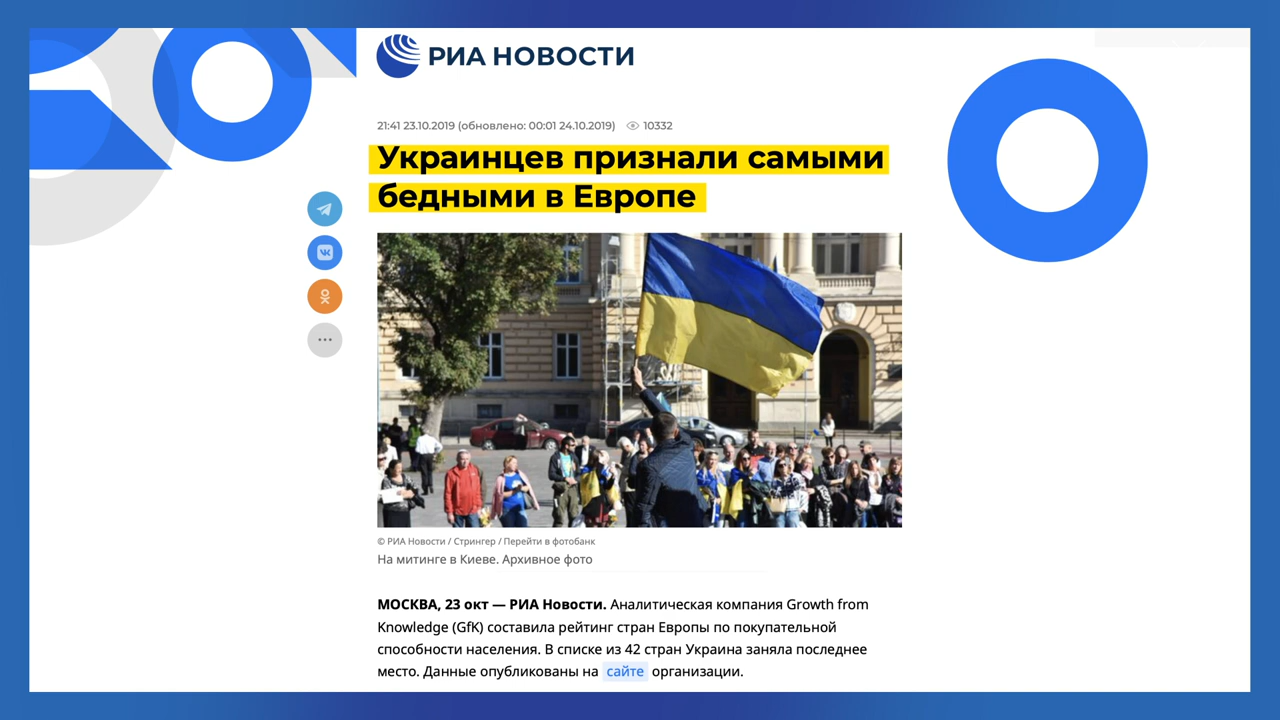 РИА НОВОСТИ
21:41 23.10.2019 (обновлено: 00:01 24.10.2019) 10332
Украинцев признали самыми
бедными в Европе
© РИА Новости / Стрингер / Перейти в фотобанк
На митинге в Киеве. Архивное фото
МОСКВА, 23 окт — РИА Новости. Аналитическая компания Growth from
Knowledge (GfK) составила рейтинг стран Европы по покупательной
способности населения. В списке из 42 стран Украина заняла последнее
место. Данные опубликованы на сайте организации.